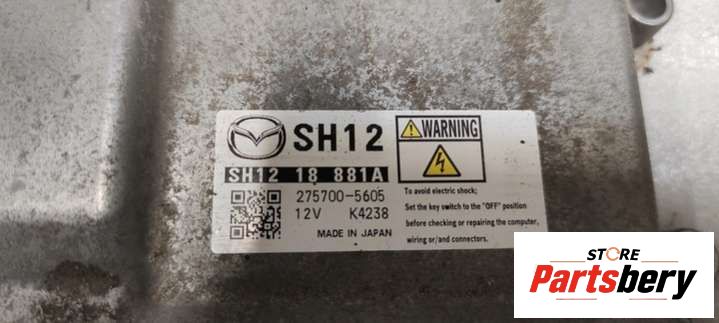 SH12
SH12 18 881A
275700-5605
12V K4238
MADE IN JAPAN
WARNING
To avoid electric shock;
Set the key switch to the "OFF" position
before checking or repairing the computer,
wiring or/and connectors.
STORE
Partsbery